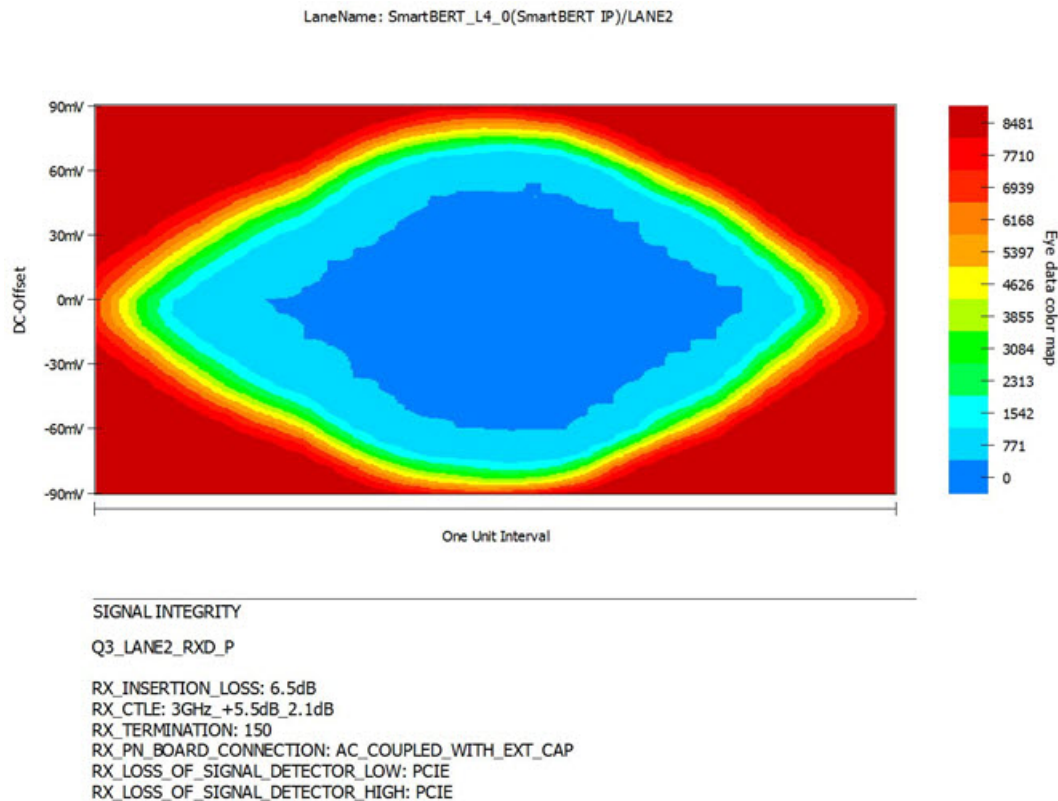 LaneName: SmartBERT_L4_0(SmartBERT IP)/LANE2
90mV
60mV
30mV
0mV
-30mV
-60mV
-90mV
DC-Offset
One Unit Interval
8481
7710
6939
6168
5397
4626
3855
3084
2313
1542
771
0
Eye data color map
SIGNAL INTEGRITY
Q3_LANE2_RXD_P
RX_INSERTION_LOSS: 6.5dB
RX_CTLE: 3GHz_+5.5dB_2.1dB
RX_TERMINATION: 150
RX_PN_BOARD_CONNECTION: AC_COUPLED_WITH_EXT_CAP
RX_LOSS_OF_SIGNAL_DETECTOR_LOW: PCIE
RX_LOSS_OF_SIGNAL_DETECTOR_HIGH: PCIE